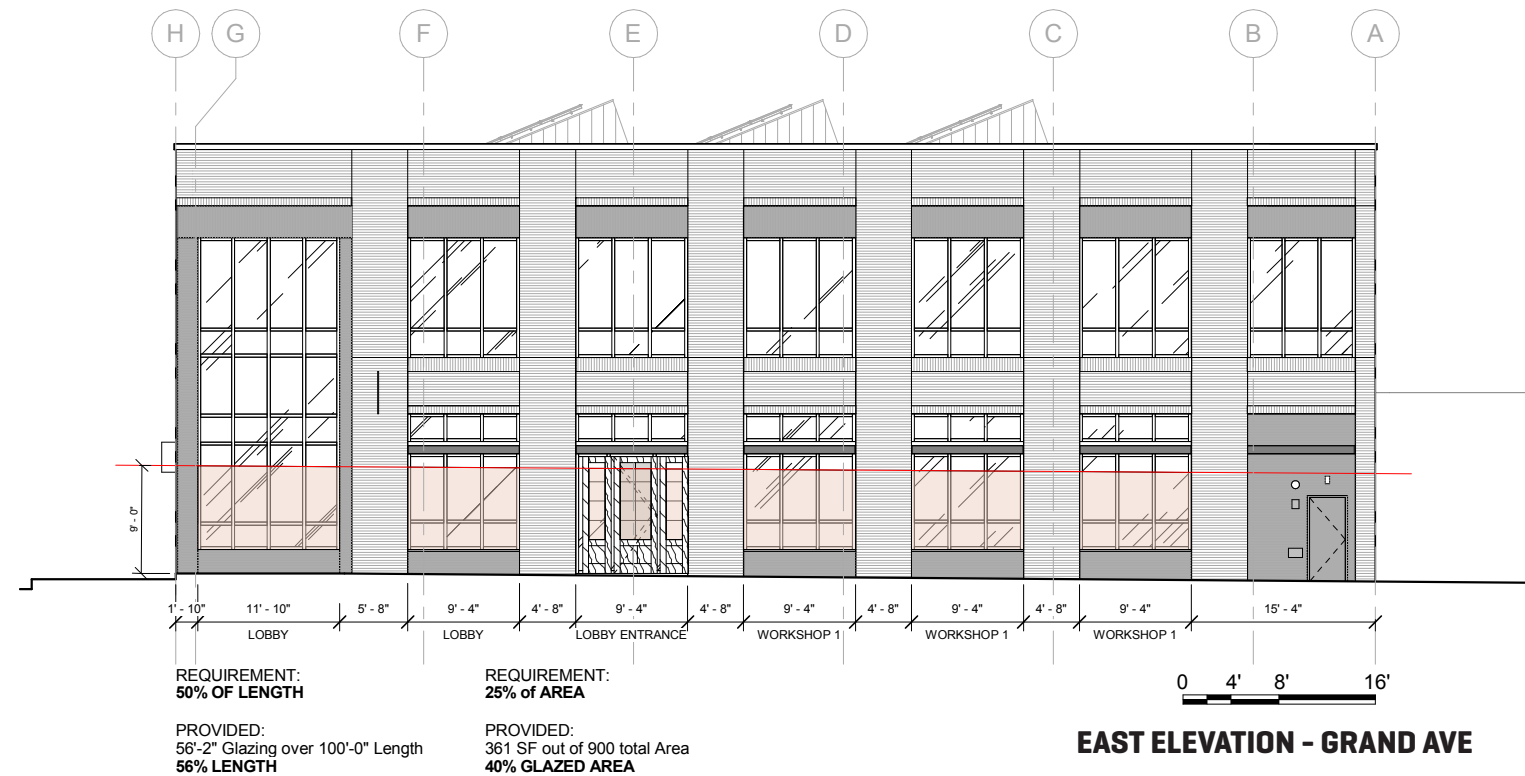 H G F E D C B A
9' - 0"
1' - 10" 11' - 10" 5' - 8" 9' - 4" 4' - 8" 9' - 4" 4' - 8" 9' - 4" 4' - 8" 9' - 4" 4' - 8" 9' - 4" 15' - 4"
LOBBY LOBBY LOBBY ENTRANCE WORKSHOP 1 WORKSHOP 1 WORKSHOP 1
REQUIREMENT:
50% OF LENGTH
PROVIDED:
56'-2" Glazing over 100'-0" Length
56% LENGTH
REQUIREMENT:
25% of AREA
PROVIDED:
361 SF out of 900 total Area
40% GLAZED AREA
0 4' 8' 16'
EAST ELEVATION - GRAND AVE